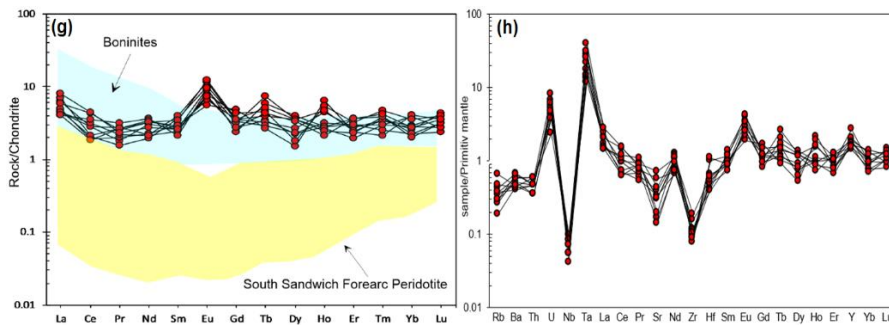 (g)
100
10
1
0.1
0.01
Rock/Chondrite
Boninites
South Sandwich Forearc Peridotite
La Ce Pr Nd Sm Eu Gd Tb Dy Ho Er Tm Yb Lu
(h)
100
10
1
0.1
0.01
sample/Primitiv mantle
Rb Ba Th U Nb Ta La Ce Pr Sr Nd Zr Hf Sm Eu Gd Tb Dy Ho Er Y Yb Lu